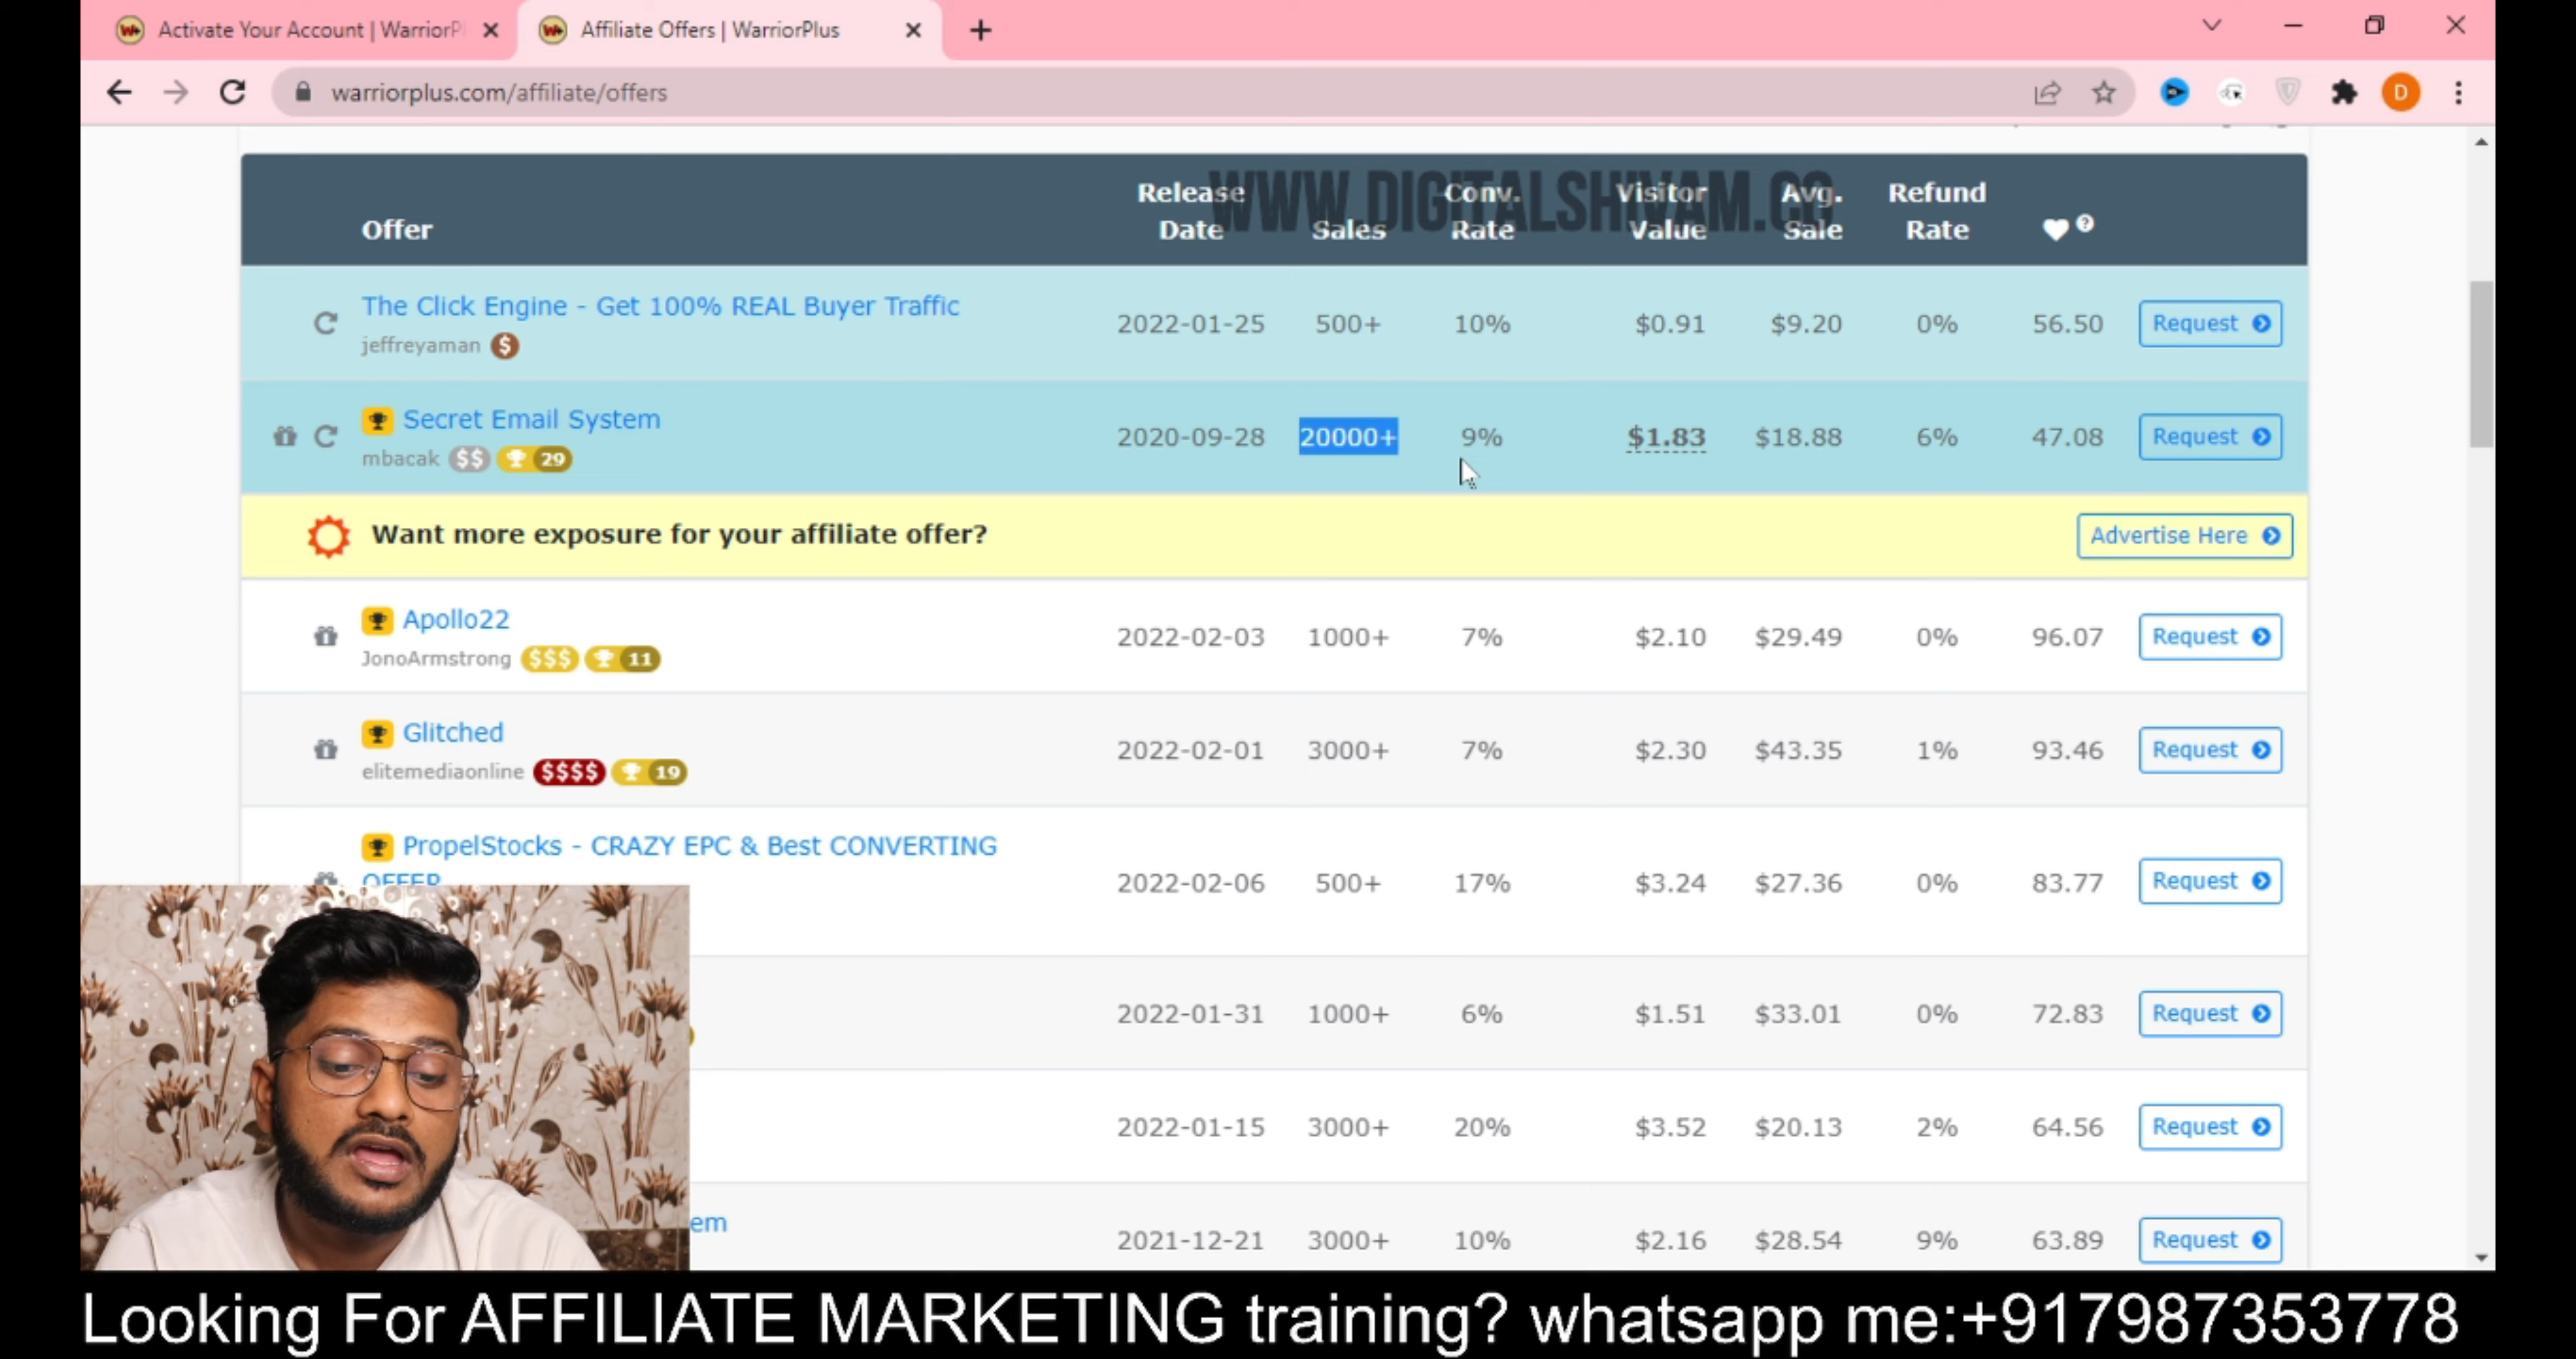 Activate Your Account | WarriorP
Affiliate Offers | WarriorPlus
warriorplus.com/affiliate/offers
D
WWW.DIGITALSHIVAM.CO
Offer Release Date Sales Conv. Rate Visitor Value Avg. Sale Refund Rate
The Click Engine - Get 100% REAL Buyer Traffic
jeffreyaman $
2022-01-25 500+ 10% $0.91 $9.20 0% 56.50 Request
Secret Email System
mbacak $$ 29
2020-09-28 20000+ 9% $1.83 $18.88 6% 47.08 Request
Want more exposure for your affiliate offer? Advertise Here
Apollo22
JonoArmstrong $$$ 11
2022-02-03 1000+ 7% $2.10 $29.49 0% 96.07 Request
Glitched
elitemediaonline $$$$ 19
2022-02-01 3000+ 7% $2.30 $43.35 1% 93.46 Request
PropelStocks - CRAZY EPC & Best CONVERTING
OFFER
2022-02-06 500+ 17% $3.24 $27.36 0% 83.77 Request
2022-01-31 1000+ 6% $1.51 $33.01 0% 72.83 Request
2022-01-15 3000+ 20% $3.52 $20.13 2% 64.56 Request
em
2021-12-21 3000+ 10% $2.16 $28.54 9% 63.89 Request
Looking For AFFILIATE MARKETING training? whatsapp me:+917987353778